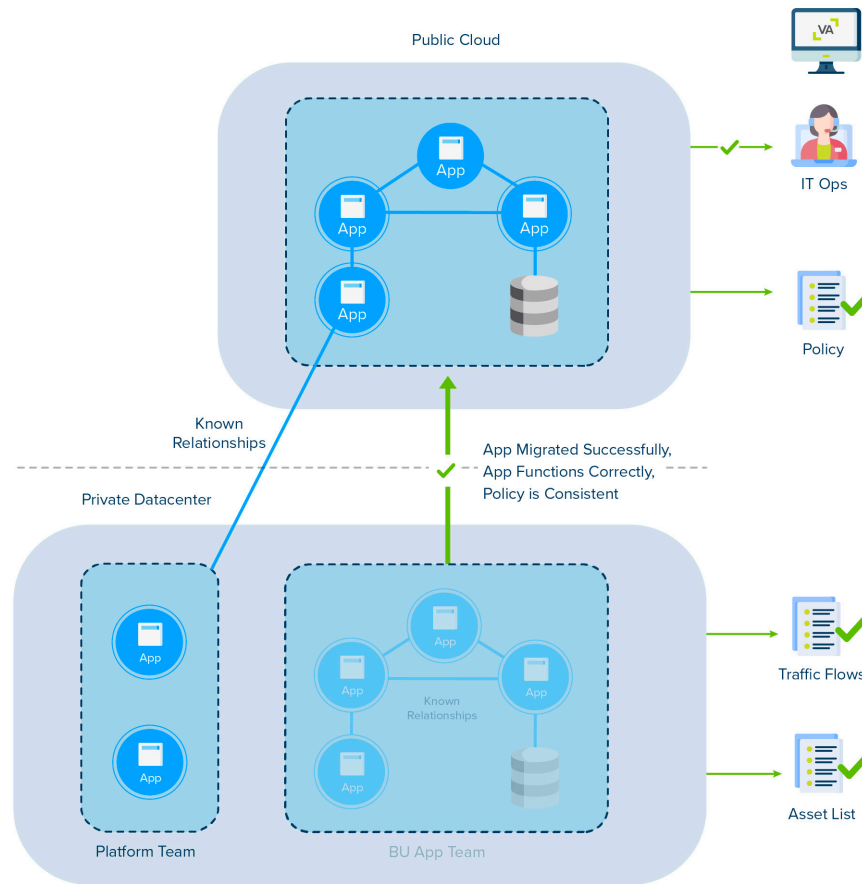 Public Cloud
VA
App
App
App
IT Ops
App
Policy
Known
Relationships
App Migrated Successfully,
App Functions Correctly,
Policy is Consistent
Private Datacenter
App
App
App
App
Known
Relationships
Traffic Flows
App
App
Asset List
Platform Team
BU App Team